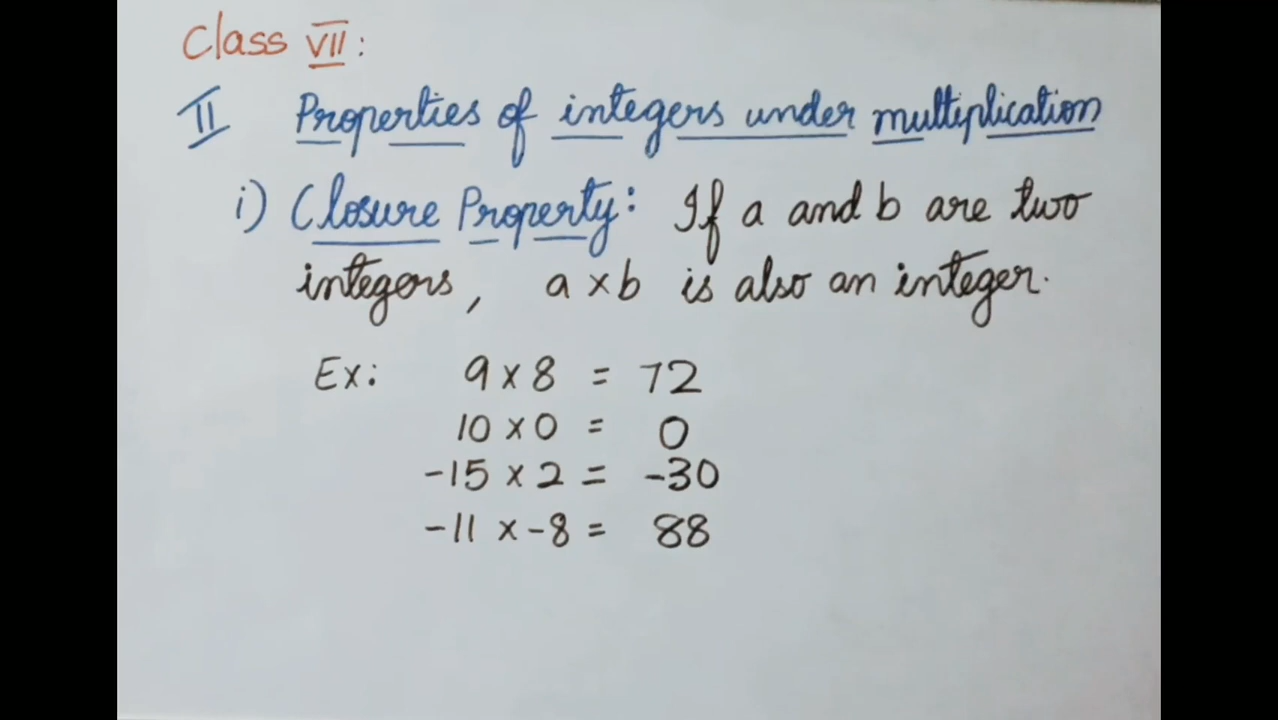 Class VII:
II Properties of integers under multiplication
i) Closure Property: If a and b are two
integers, a × b is also an integer.
Ex: 9 × 8 = 72
10 × 0 = 0
-15 × 2 = -30
-11 × -8 = 88